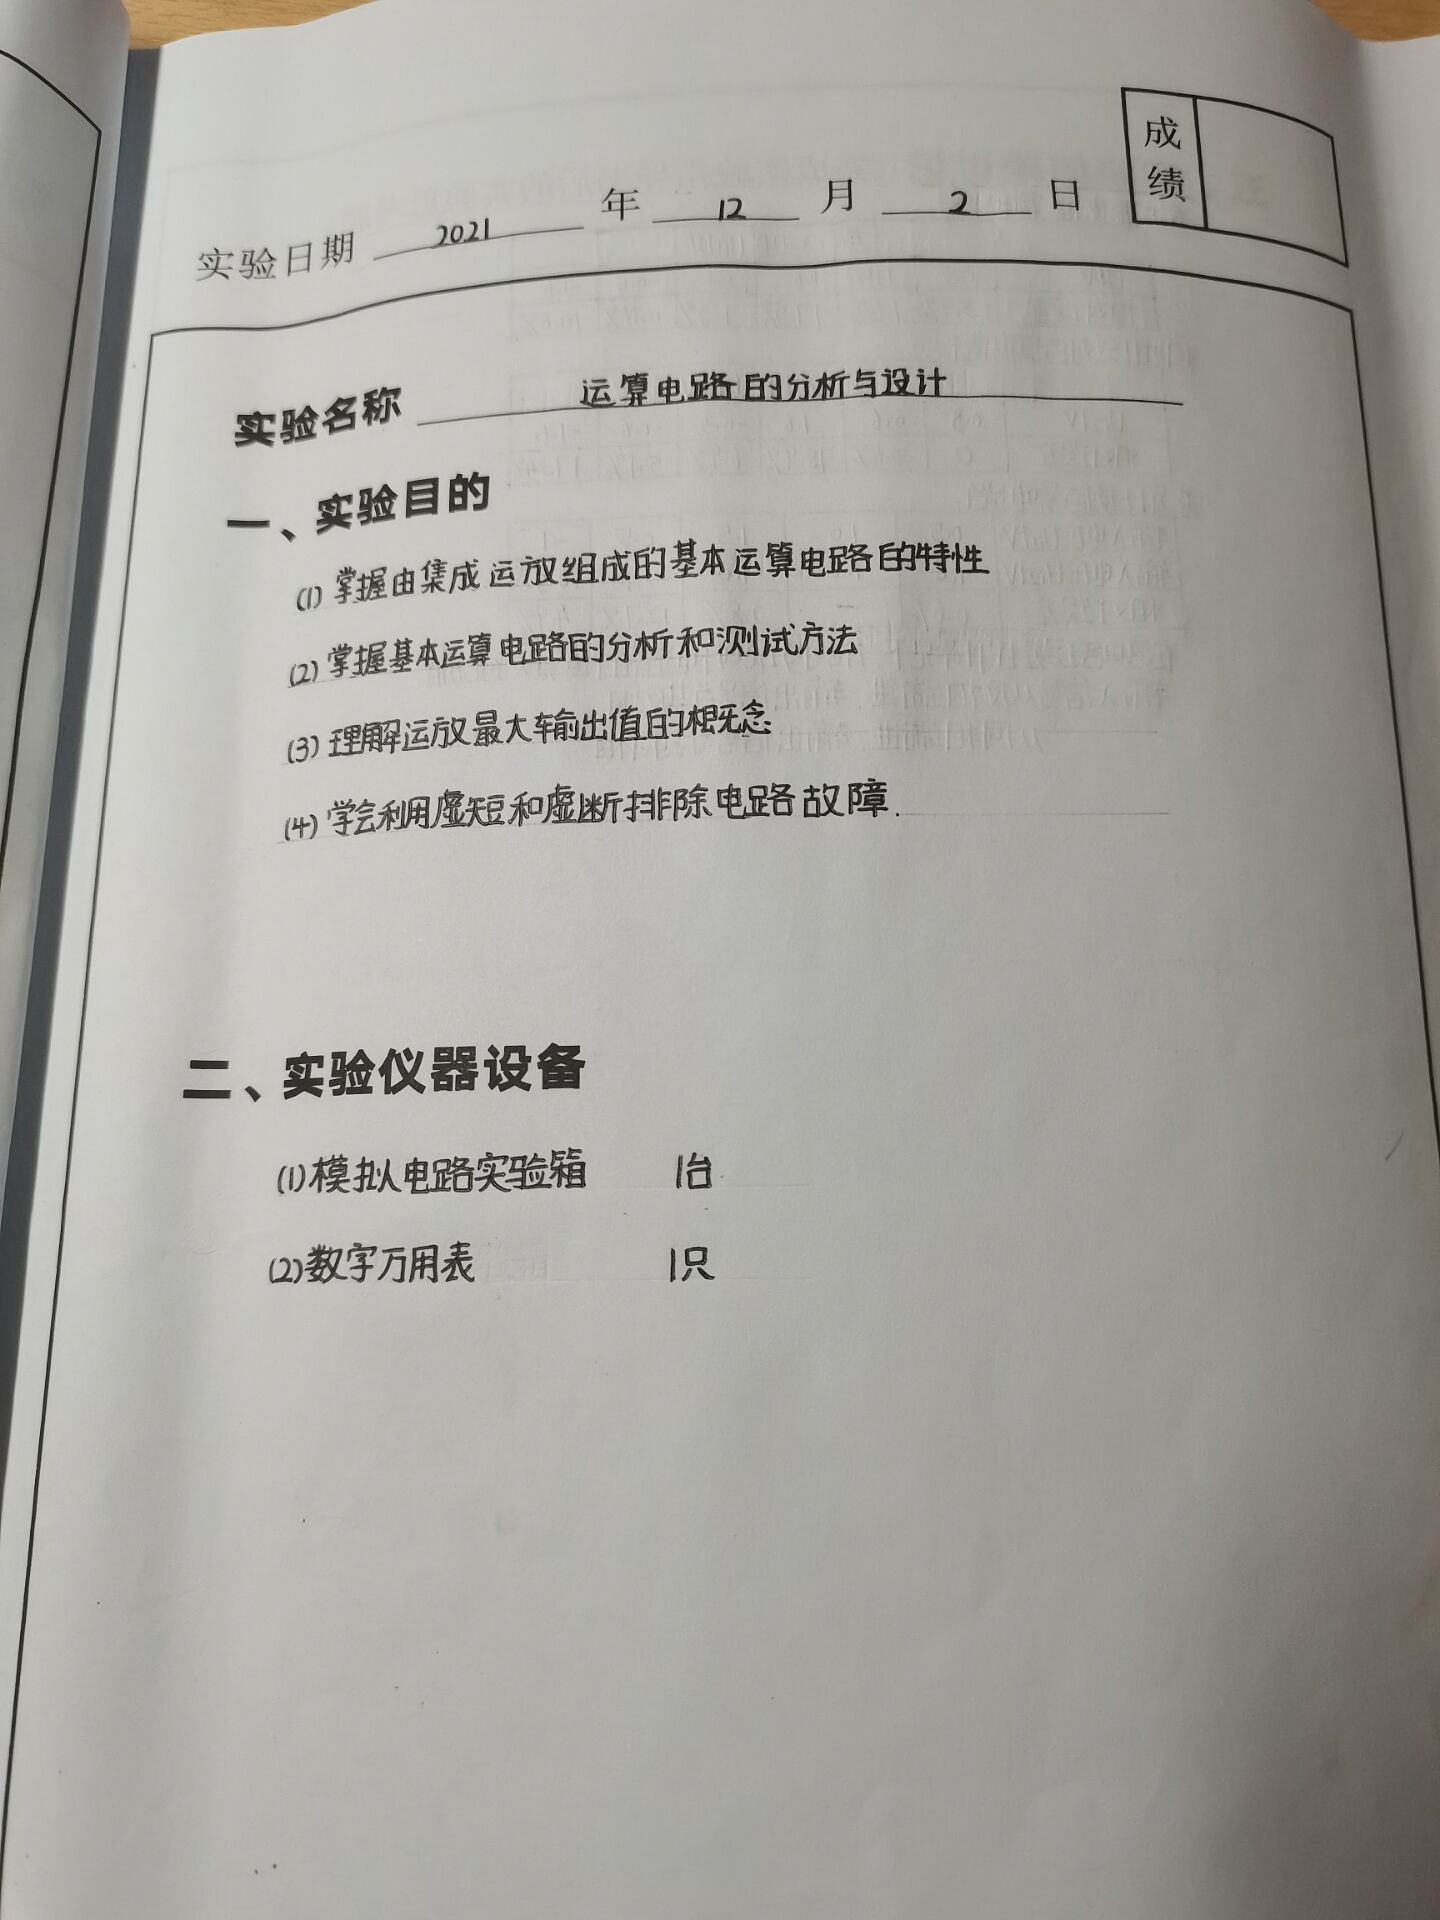 成绩
实验日期 2021 年 12 月 2 日
实验名称 运算电路的分析与设计
一、实验目的
(1) 掌握由集成运放组成的基本运算电路的特性
(2) 掌握基本运算电路的分析和测试方法
(3) 理解运放最大输出值的概念
(4) 学会利用虚短和虚断排除电路故障.
二、实验仪器设备
(1) 模拟电路实验箱 1台
(2) 数字万用表 1只